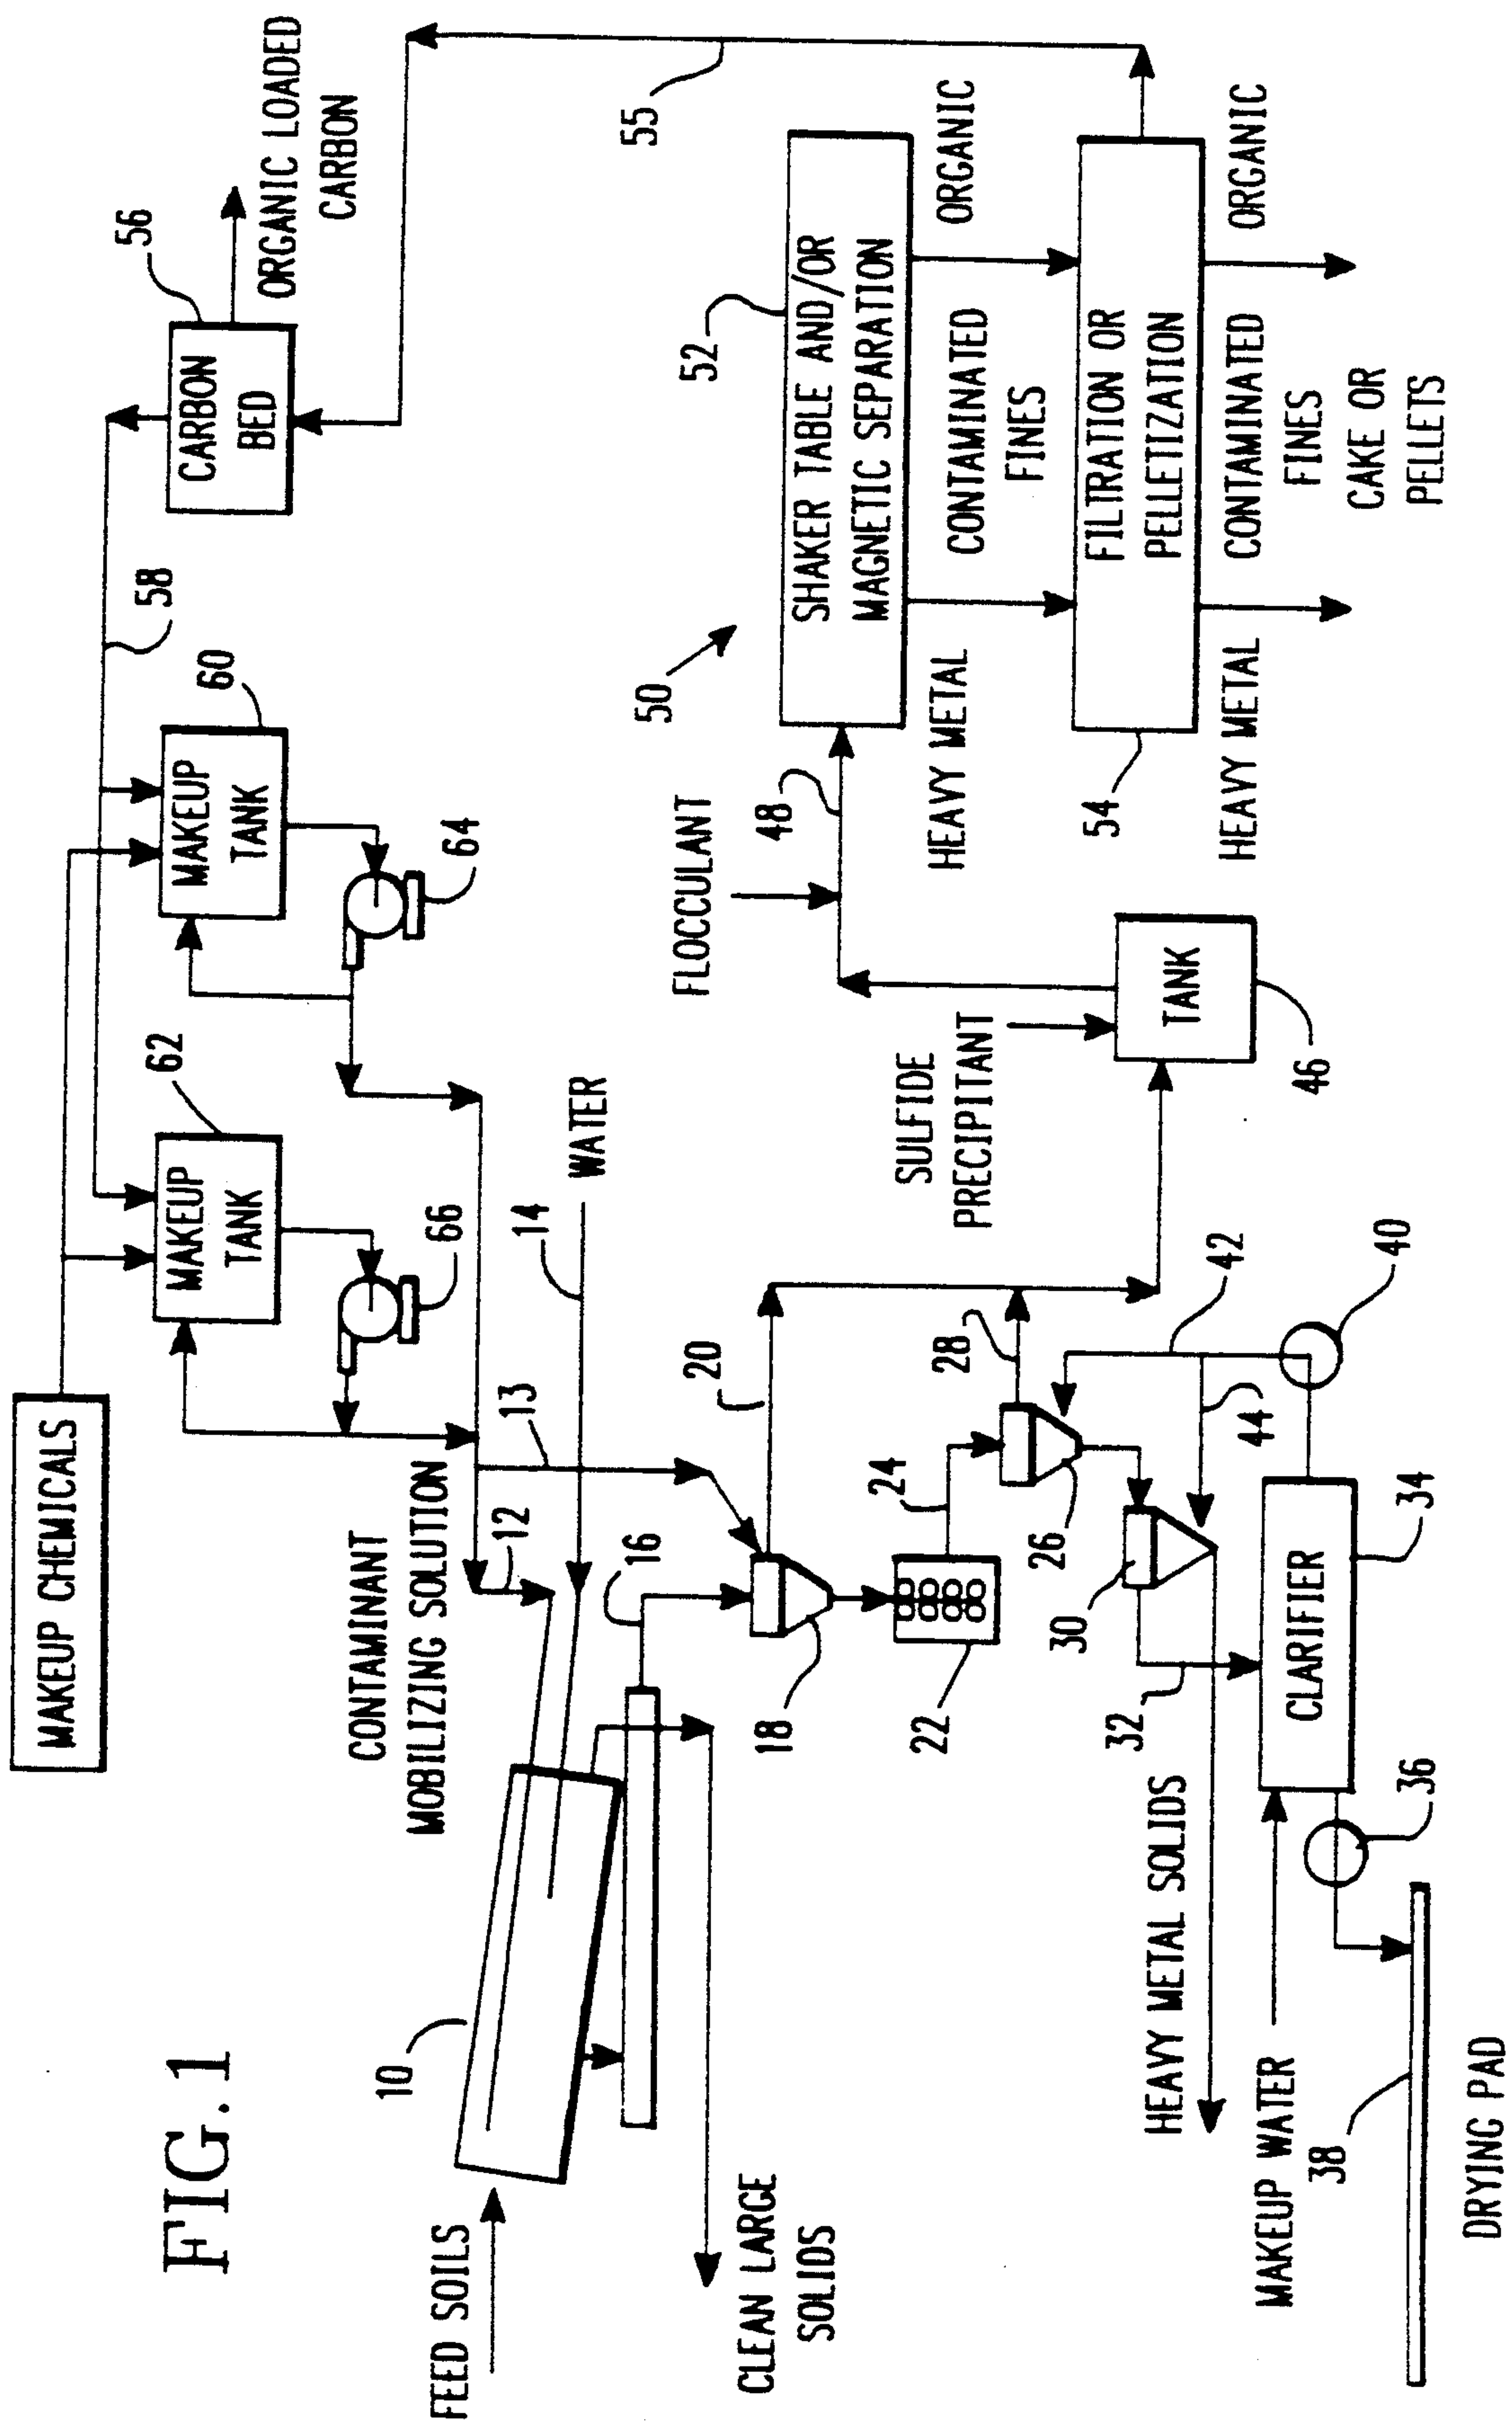 FIG. 1
MAKEUP CHEMICALS
62
MAKEUP
TANK
66
60
MAKEUP
TANK
64
58
56
CARBON
BED
ORGANIC LOADED
CARBON
55
FEED SOILS
10
CONTAMINANT
MOBILIZING SOLUTION
12
13
14
WATER
16
CLEAN LARGE
SOLIDS
18
20
22
24
26
28
30
32
HEAVY METAL SOLIDS
MAKEUP WATER
CLARIFIER
34
36
38
DRYING PAD
40
42
44
SULFIDE
PRECIPITANT
TANK
46
FLOCCULANT
48
50
52
SHAKER TABLE AND/OR
MAGNETIC SEPARATION
HEAVY METAL
CONTAMINATED
FINES
ORGANIC
54
FILTRATION OR
PELLETIZATION
HEAVY METAL
CONTAMINATED
FINES
CAKE OR
PELLETS
ORGANIC